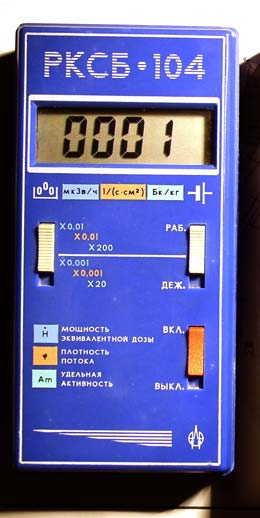 РКСБ·104
0001
мкЗв/ч 1/(с·см²) Бк/кг
X0.01
X0.01
X200
РАБ.
X0.001
X0,001
X20
ДЕЖ.
Ḣ МОЩНОСТЬ
ЭКВИВАЛЕНТНОЙ ДОЗЫ
ВКЛ.
φ ПЛОТНОСТЬ
ПОТОКА
Am УДЕЛЬНАЯ
АКТИВНОСТЬ
ВЫКЛ.